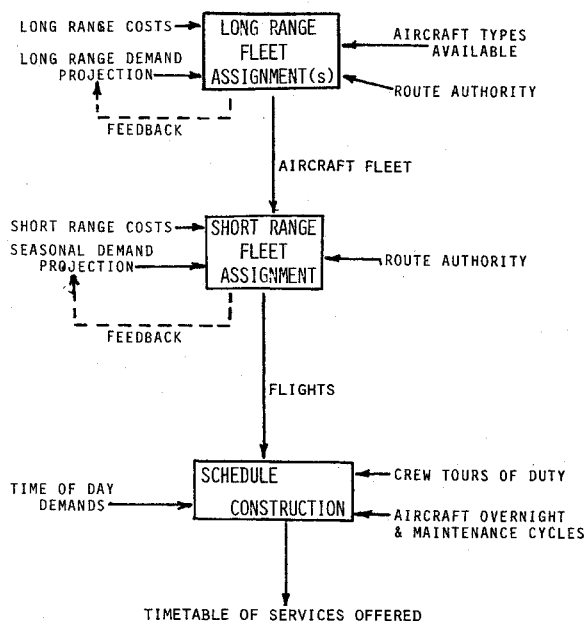 LONG RANGE COSTS
LONG RANGE DEMAND
PROJECTION
FEEDBACK
LONG RANGE
FLEET
ASSIGNMENT(s)
AIRCRAFT TYPES
AVAILABLE
ROUTE AUTHORITY
AIRCRAFT FLEET
SHORT RANGE COSTS
SEASONAL DEMAND
PROJECTION
FEEDBACK
SHORT RANGE
FLEET
ASSIGNMENT
ROUTE AUTHORITY
FLIGHTS
TIME OF DAY
DEMANDS
SCHEDULE
CONSTRUCTION
CREW TOURS OF DUTY
AIRCRAFT OVERNIGHT
& MAINTENANCE CYCLES
TIMETABLE OF SERVICES OFFERED